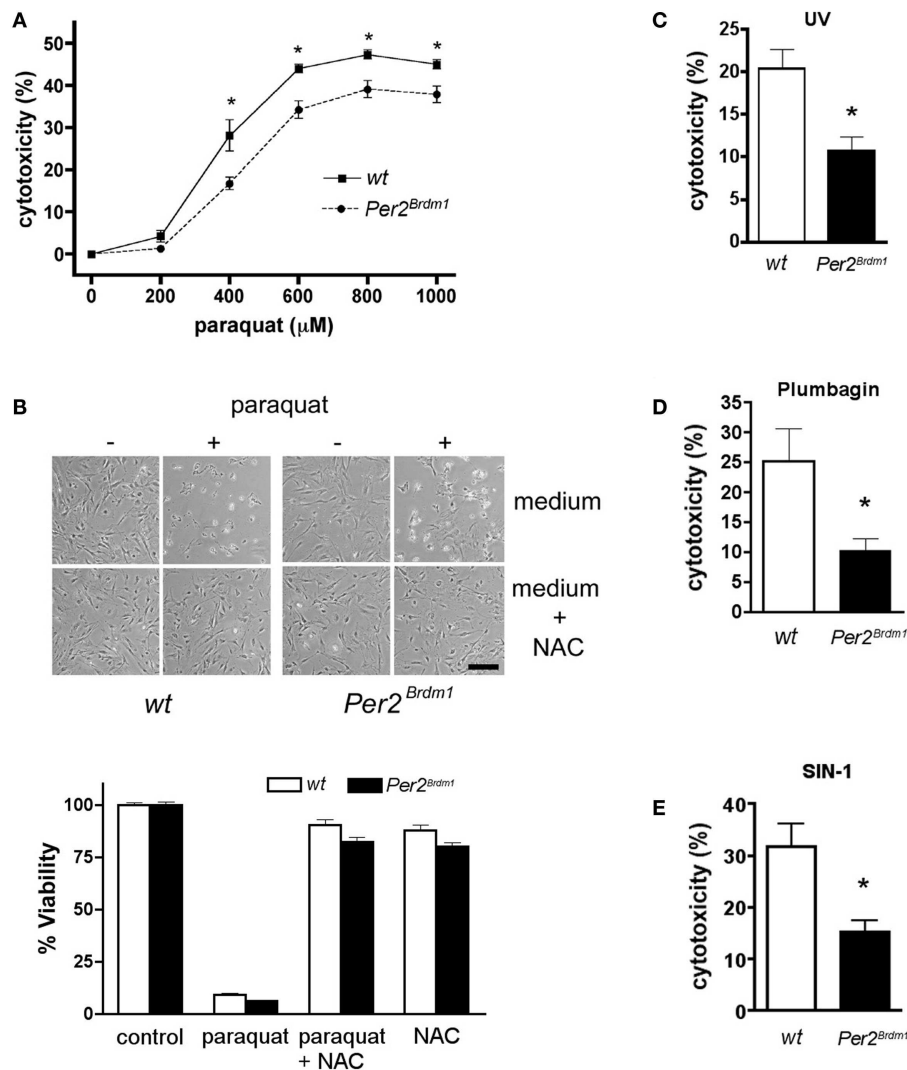 A
cytotoxicity (%)
50
40
30
20
10
0
* * * * *
wt
Per2Brdm1
0 200 400 600 800 1000
paraquat (μM)
B
paraquat
- + - +
medium
medium
+
NAC
wt Per2 Brdm1
wt Per2Brdm1
% Viability
100
75
50
25
0
control paraquat paraquat + NAC NAC
C
UV
cytotoxicity (%)
25
20
15
10
5
0
*
wt Per2Brdm1
D
Plumbagin
cytotoxicity (%)
35
30
25
20
15
10
5
0
*
wt Per2Brdm1
E
SIN-1
cytotoxicity (%)
40
30
20
10
0
*
wt Per2Brdm1